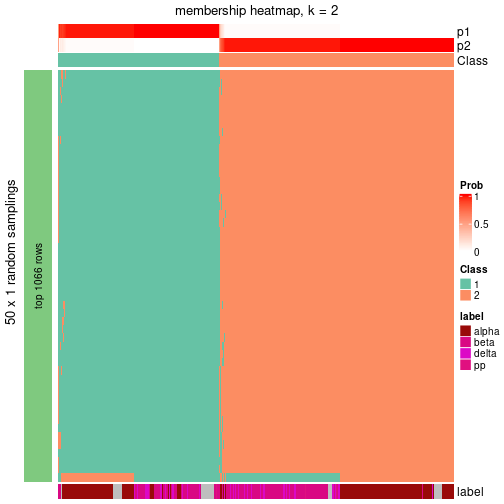 membership heatmap, k = 2
p1
p2
Class
50 x 1 random samplings
top 1066 rows
Prob
1
0.5
0
Class
1
2
label
alpha
beta
delta
pp
label